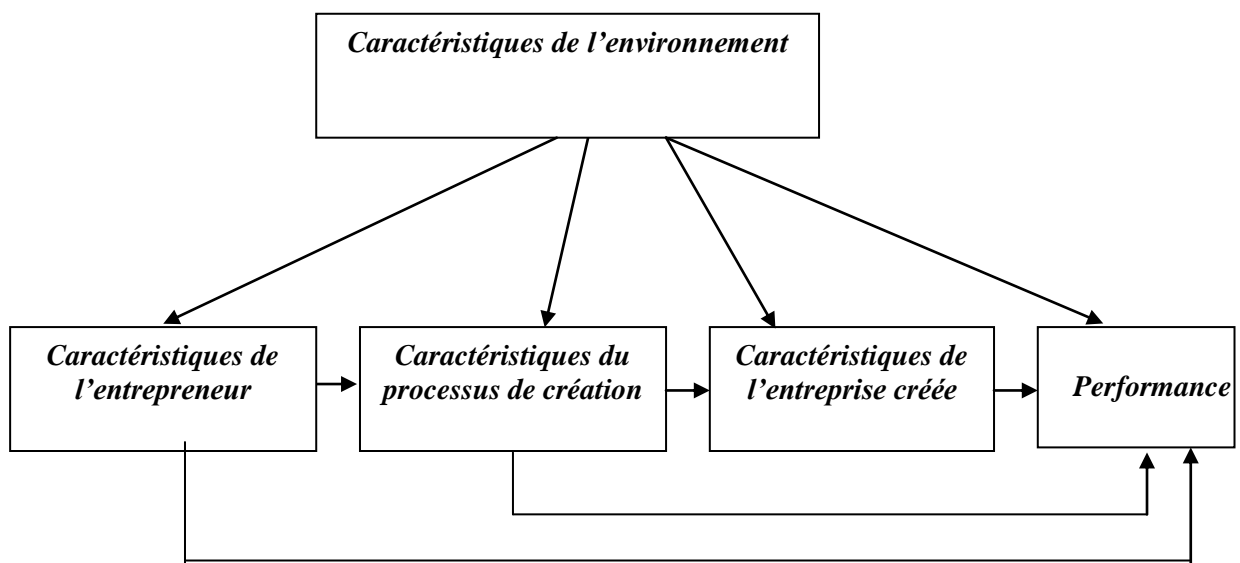 Caractéristiques de l’environnement
Caractéristiques de
l’entrepreneur
Caractéristiques du
processus de création
Caractéristiques de
l’entreprise créée
Performance